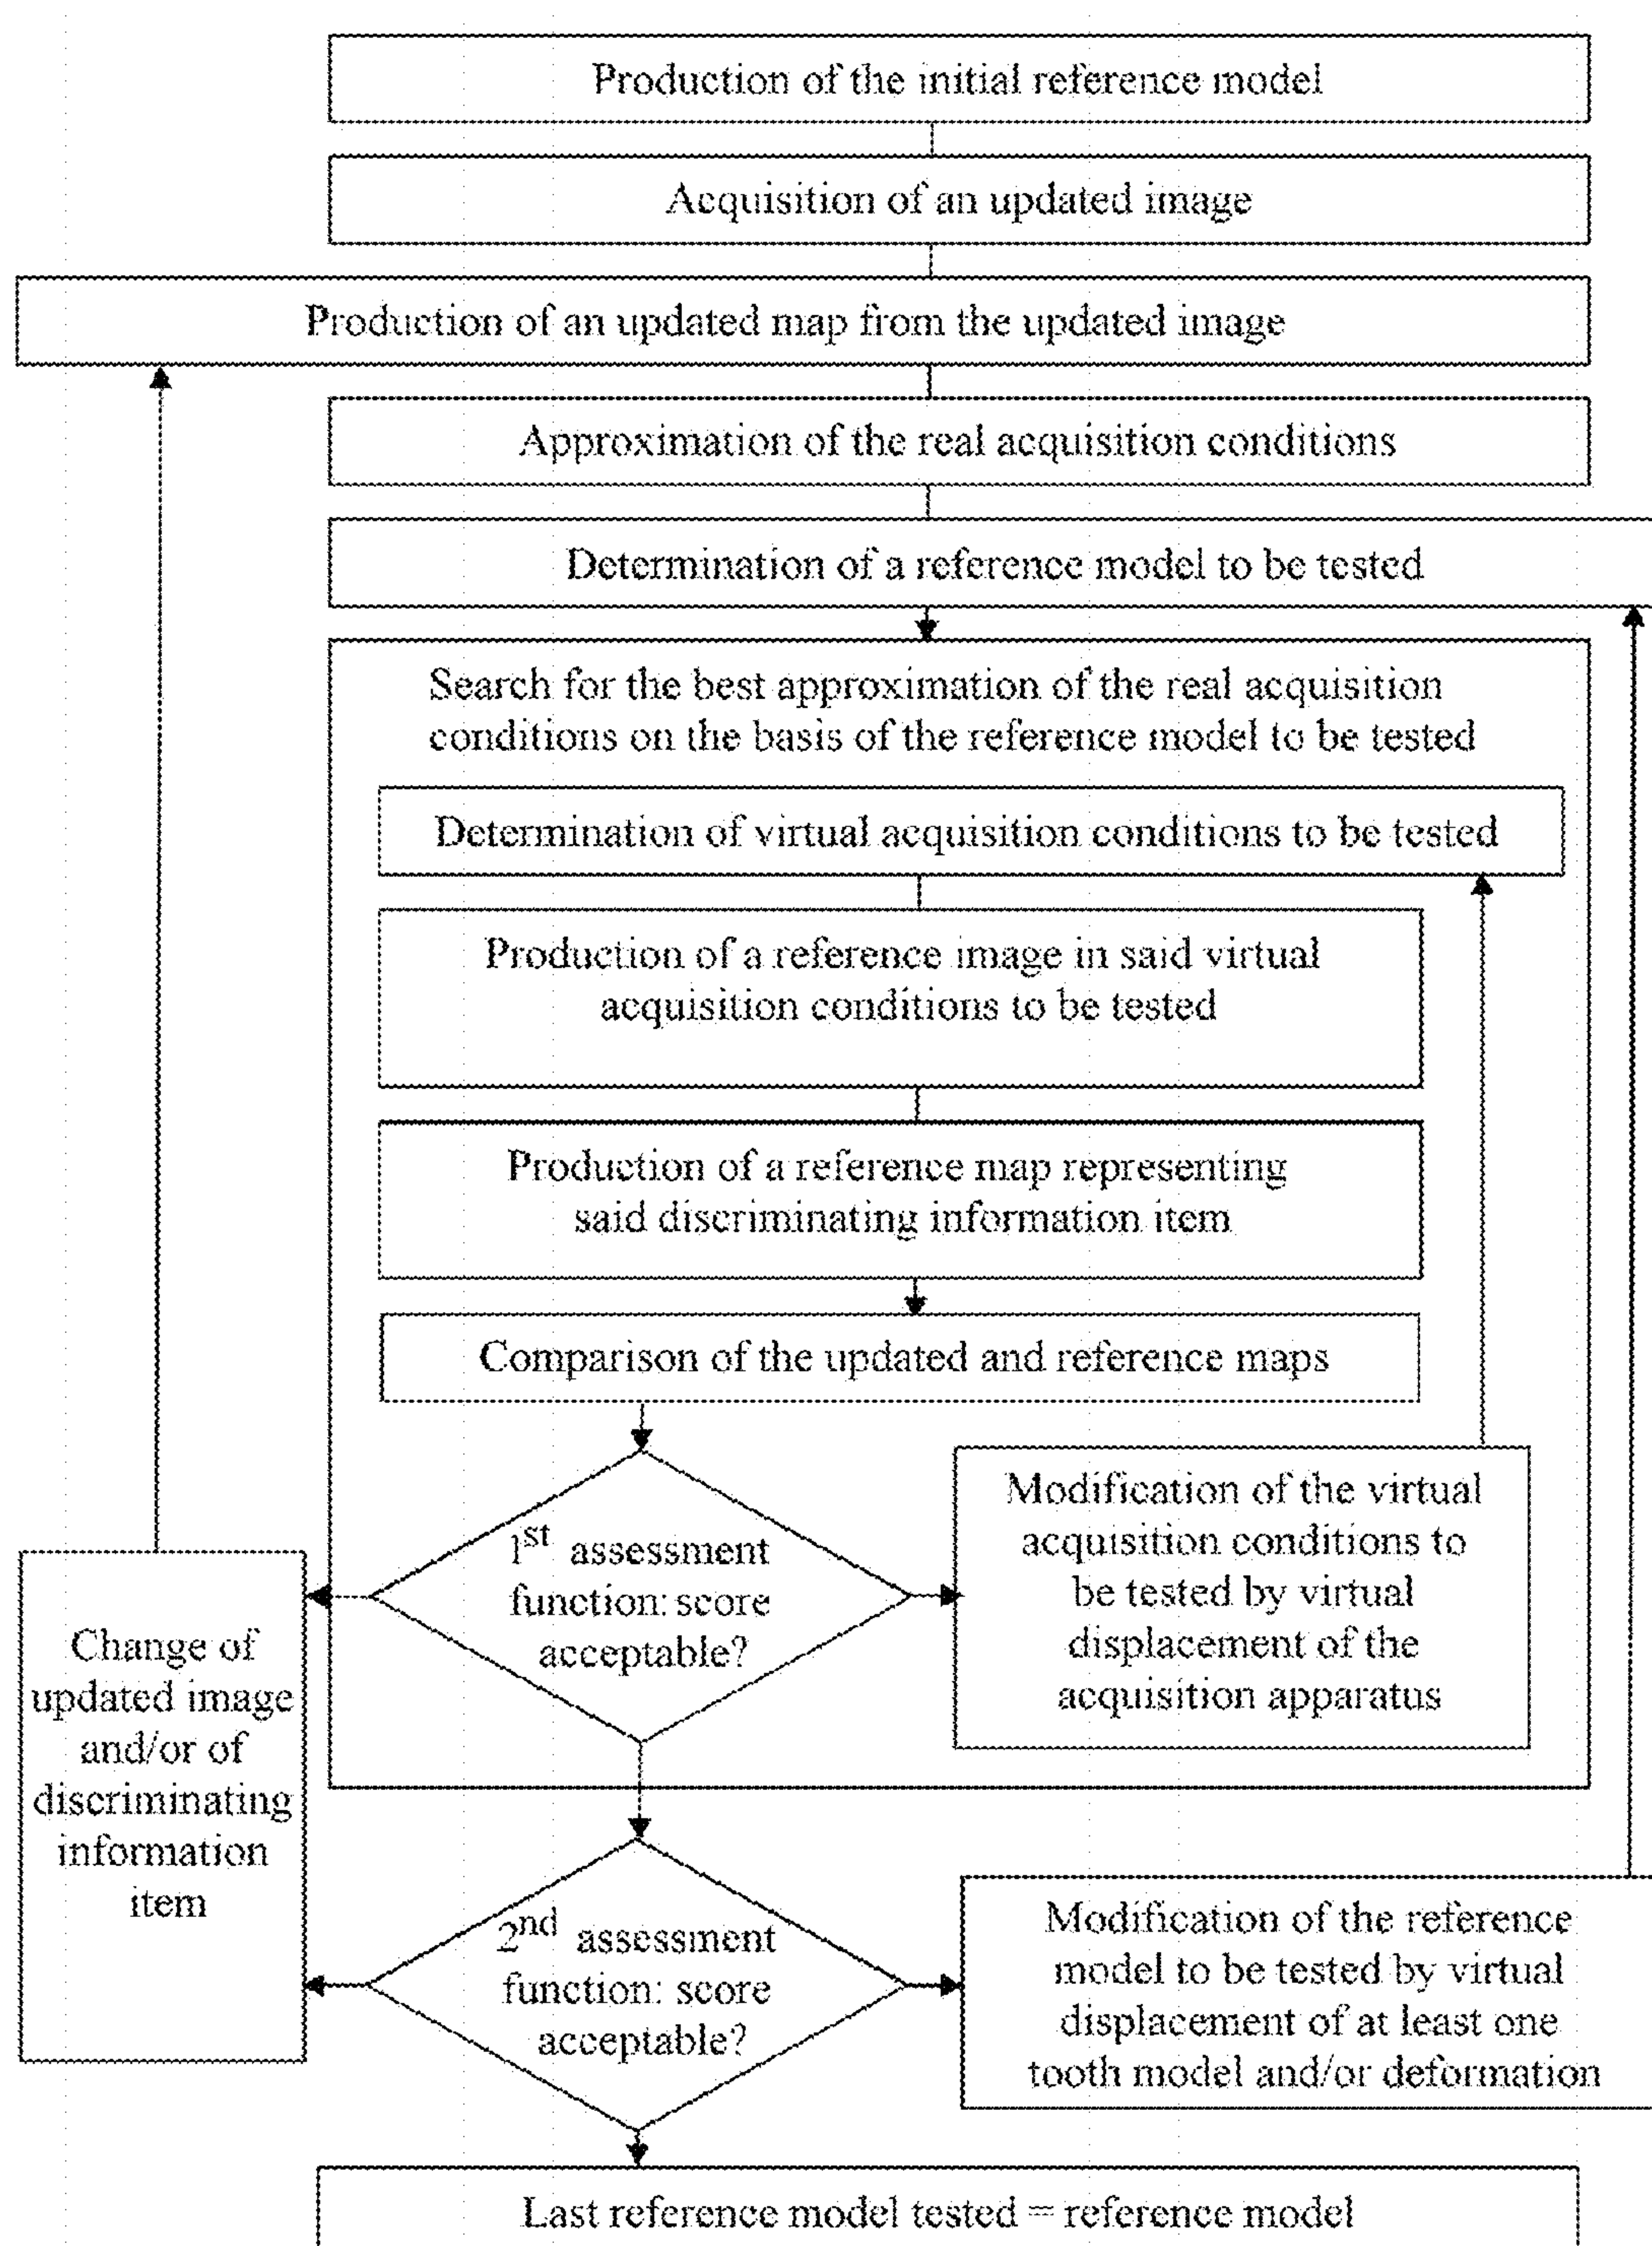 Production of the initial reference model
Acquisition of an updated image
Production of an updated map from the updated image
Approximation of the real acquisition conditions
Determination of a reference model to be tested
Search for the best approximation of the real acquisition
conditions on the basis of the reference model to be tested
Determination of virtual acquisition conditions to be tested
Production of a reference image in said virtual
acquisition conditions to be tested
Production of a reference map representing
said discriminating information item
Comparison of the updated and reference maps
1st assessment
function: score
acceptable?
Modification of the virtual
acquisition conditions to
be tested by virtual
displacement of the
acquisition apparatus
Change of
updated image
and/or of
discriminating
information
item
2nd assessment
function: score
acceptable?
Modification of the reference
model to be tested by virtual
displacement of at least one
tooth model and/or deformation
Last reference model tested = reference model